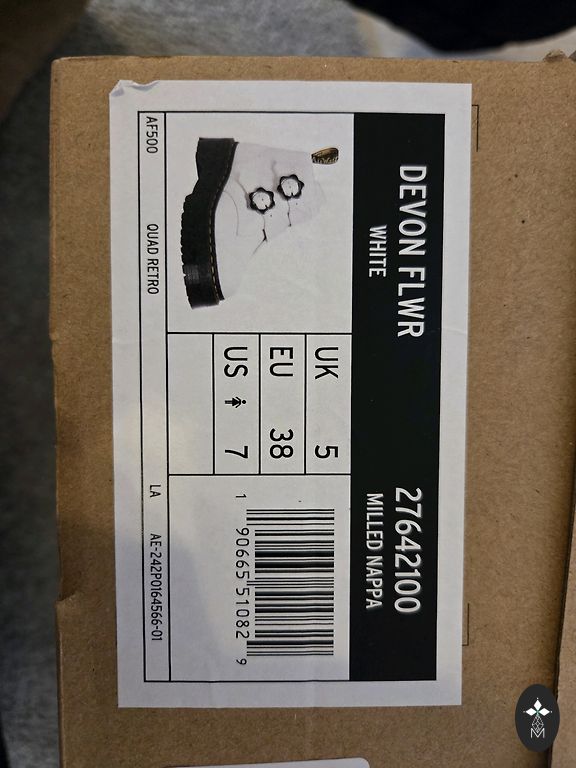 DEVON FLWR
WHITE
27642100
MILLED NAPPA
UK 5
EU 38
US 7
1 90665 51082 9
AF500 QUAD RETRO LA AE-242P0164566-01